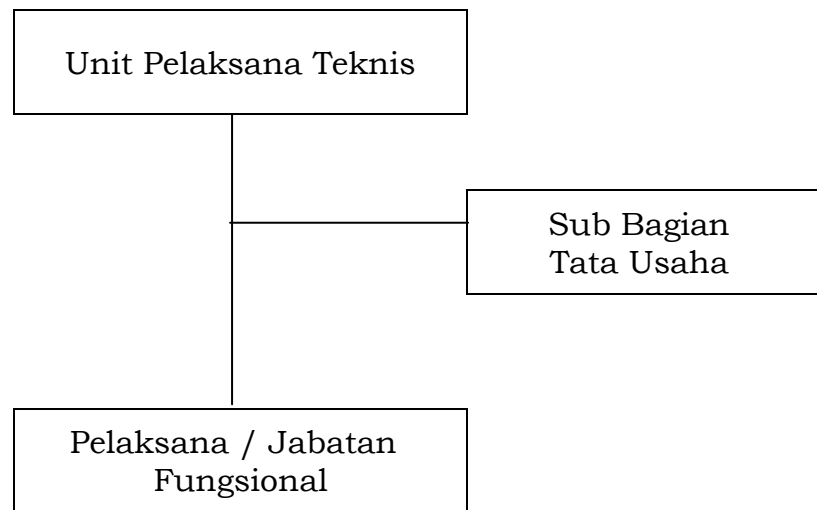 Unit Pelaksana Teknis
Sub Bagian
Tata Usaha
Pelaksana / Jabatan
Fungsional